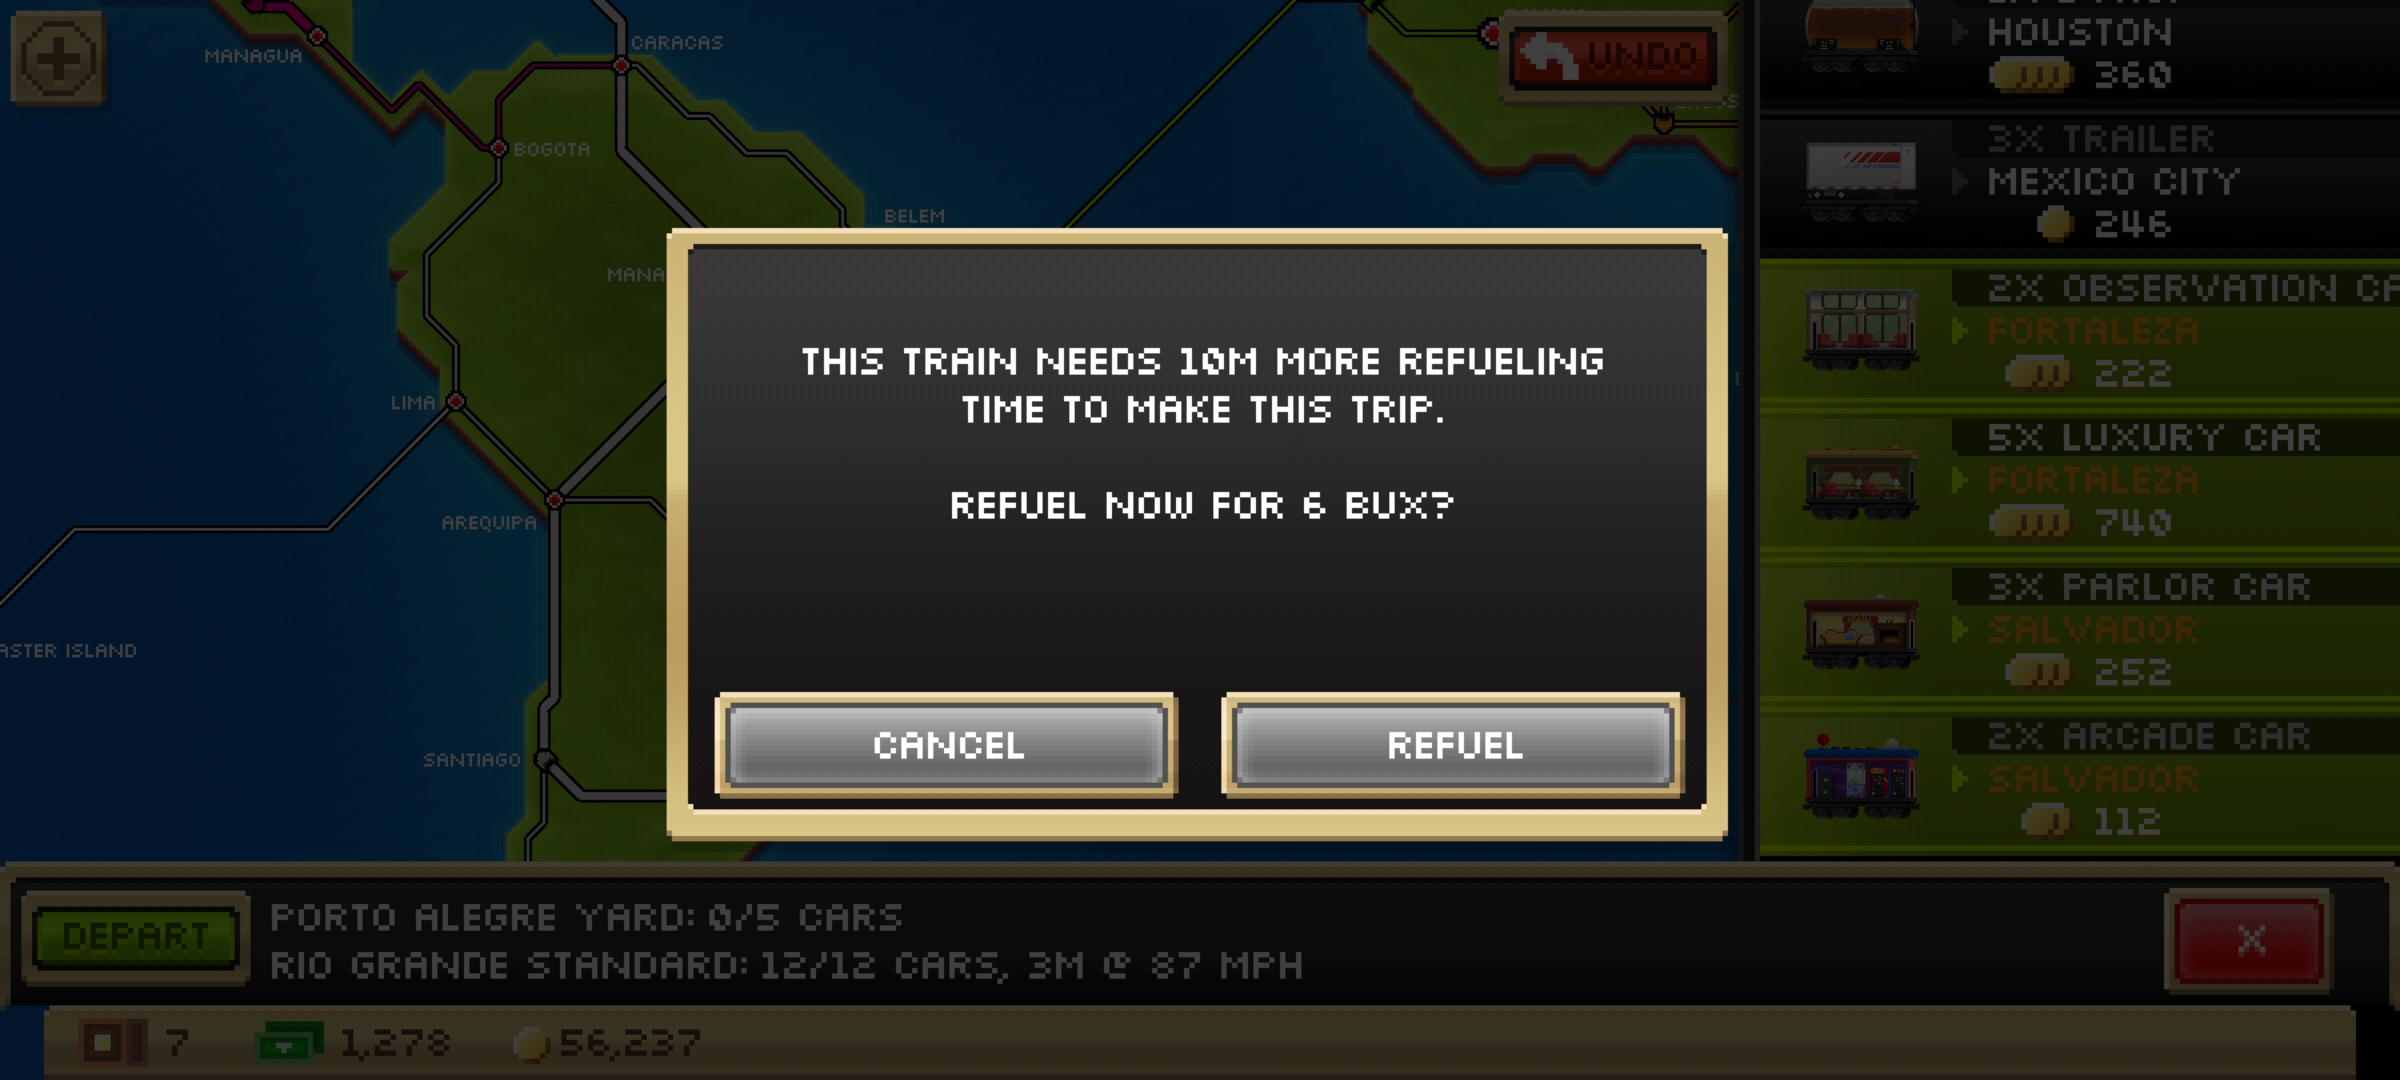 MANAGUA
CARACAS
BOGOTA
BELEM
MANA
LIMA
AREQUIPA
ASTER ISLAND
SANTIAGO
UNDO
HOUSTON
360
3X TRAILER
MEXICO CITY
246
2X OBSERVATION CA
FORTALEZA
222
5X LUXURY CAR
FORTALEZA
740
3X PARLOR CAR
SALVADOR
252
2X ARCADE CAR
SALVADOR
112
THIS TRAIN NEEDS 10M MORE REFUELING
TIME TO MAKE THIS TRIP.
REFUEL NOW FOR 6 BUX?
CANCEL
REFUEL
DEPART
PORTO ALEGRE YARD: 0/5 CARS
RIO GRANDE STANDARD: 12/12 CARS, 3M @ 87 MPH
X
7
1,278
56,237